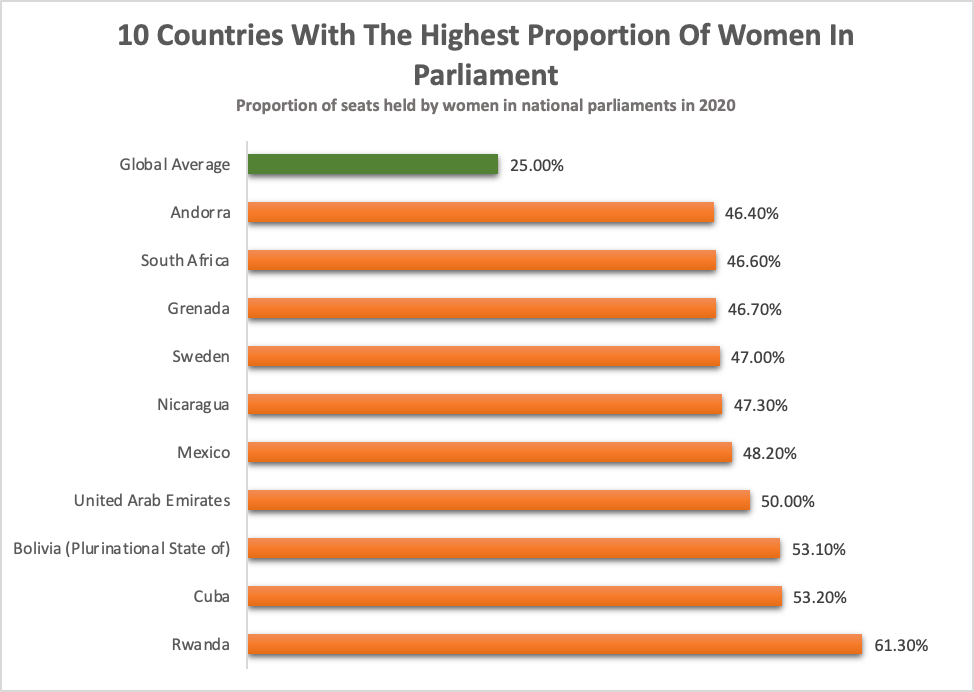 10 Countries With The Highest Proportion Of Women In
Parliament
Proportion of seats held by women in national parliaments in 2020
Global Average 25.00%
Andorra 46.40%
South Africa 46.60%
Grenada 46.70%
Sweden 47.00%
Nicaragua 47.30%
Mexico 48.20%
United Arab Emirates 50.00%
Bolivia (Plurinational State of) 53.10%
Cuba 53.20%
Rwanda 61.30%